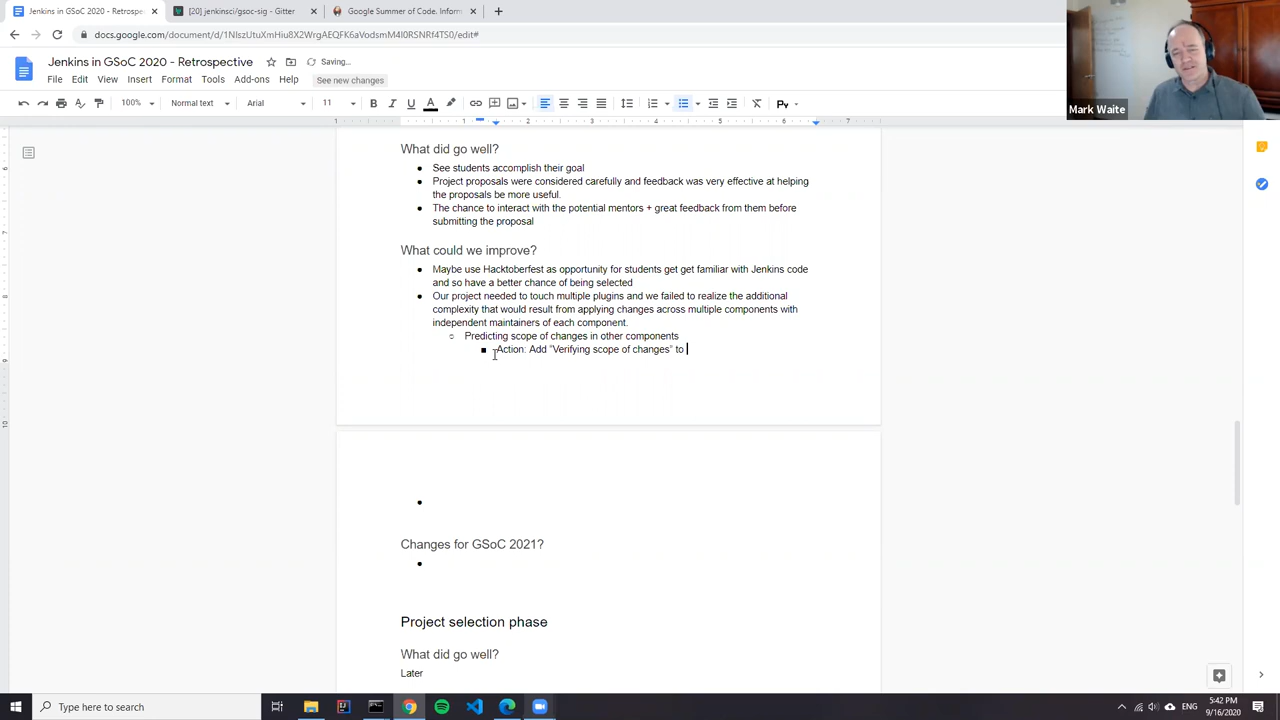 Jenkins in GSoC 2020 - Retrospec
[20] jenkinsci/gsoc-sig - Gitter
Google Summer of Code. Inform
docs.google.com/document/d/1NlszUtuXmHiu8X2WrgAEQFK6aVodsmM4I0RSNRf4TS0/edit#
Jenkins in GSoC 2020 - Retrospective
Saving...
File Edit View Insert Format Tools Add-ons Help See new changes
100% Normal text Arial 11
Mark Waite
What did go well?
See students accomplish their goal
Project proposals were considered carefully and feedback was very effective at helping
the proposals be more useful.
The chance to interact with the potential mentors + great feedback from them before
submitting the proposal
What could we improve?
Maybe use Hacktoberfest as opportunity for students get get familiar with Jenkins code
and so have a better chance of being selected
Our project needed to touch multiple plugins and we failed to realize the additional
complexity that would result from applying changes across multiple components with
independent maintainers of each component.
Predicting scope of changes in other components
Action: Add "Verifying scope of changes" to
Changes for GSoC 2021?
Project selection phase
What did go well?
Later
Type here to search
ENG
5:42 PM
9/16/2020